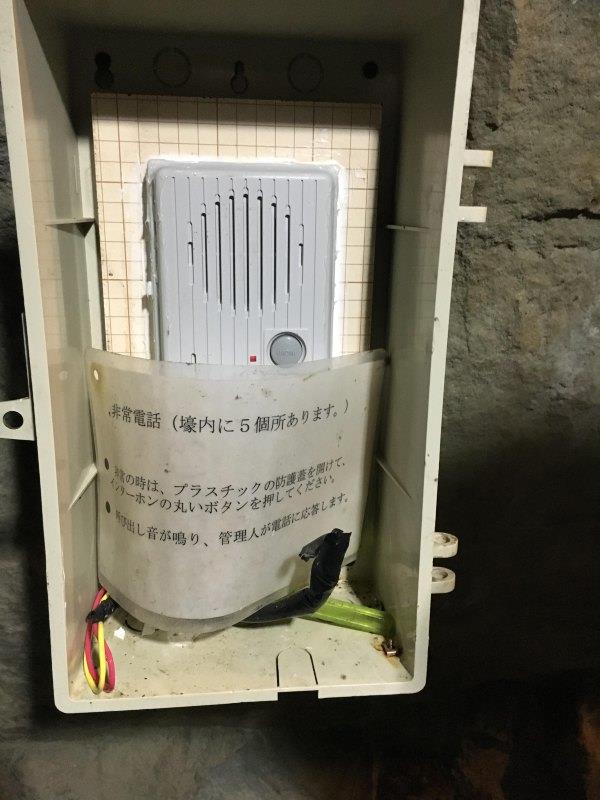 非常電話（壕内に５個所あります。）
● 非常の時は、プラスチックの防護蓋を開けて、
インターホンの丸いボタンを押してください。
● 呼び出し音が鳴り、管理人が電話に応答します。